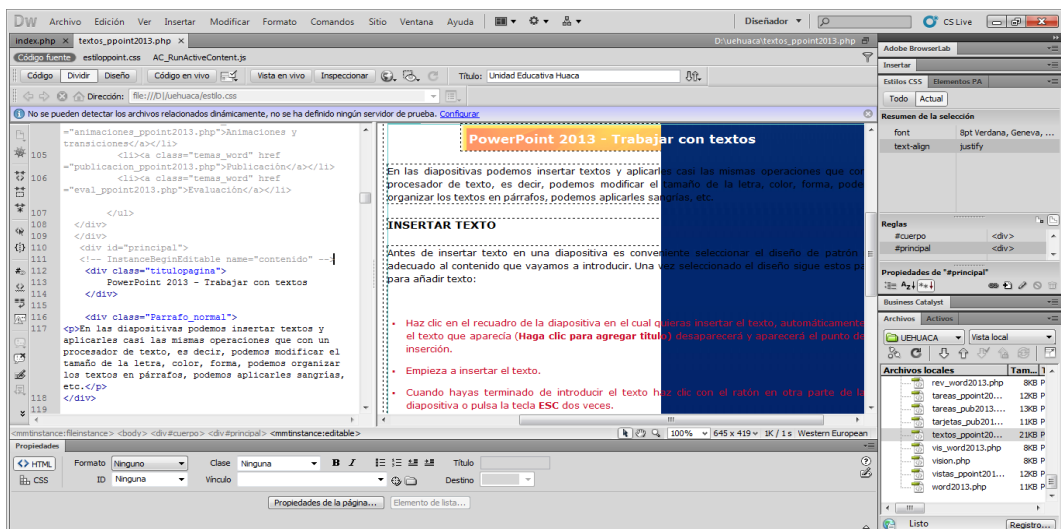 DW Archivo Edición Ver Insertar Modificar Formato Comandos Sitio Ventana Ayuda Diseñador CS Live
index.php × textos_ppoint2013.php × D:\uehuaca\textos_ppoint2013.php
Código fuente estiloppoint.css AC_RunActiveContent.js
Código Dividir Diseño Código en vivo Vista en vivo Inspeccionar Título: Unidad Educativa Huaca
Dirección: file:///D|/uehuaca/estilo.css
No se pueden detectar los archivos relacionados dinámicamente, no se ha definido ningún servidor de prueba. Configurar
="animaciones_ppoint2013.php">Animaciones y
transiciones</a></li>
105 <li><a class="temas_word" href
="publicacion_ppoint2013.php">Publicación</a></li>
106 <li><a class="temas_word" href
="eval_ppoint2013.php">Evaluación</a></li>
107 </ul>
108 </div>
109 </div>
110 <div id="principal">
111 <!-- InstanceBeginEditable name="contenido" -->
112 <div class="titulopagina">
113 PowerPoint 2013 - Trabajar con textos
114 </div>
115
116 <div class="Parrafo_normal">
117 <p>En las diapositivas podemos insertar textos y
aplicarles casi las mismas operaciones que con un
procesador de texto, es decir, podemos modificar el
tamaño de la letra, color, forma, podemos organizar
los textos en párrafos, podemos aplicarles sangrías,
etc.</p>
118 </div>
119
PowerPoint 2013 - Trabajar con textos
En las diapositivas podemos insertar textos y aplicarles casi las mismas operaciones que con
procesador de texto, es decir, podemos modificar el tamaño de la letra, color, forma, pode
organizar los textos en párrafos, podemos aplicarles sangrías, etc.
INSERTAR TEXTO
Antes de insertar texto en una diapositiva es conveniente seleccionar el diseño de patrón
adecuado al contenido que vayamos a introducir. Una vez seleccionado el diseño sigue estos pa
para añadir texto:
• Haz clic en el recuadro de la diapositiva en el cual quieras insertar el texto, automáticamente
el texto que aparecía (Haga clic para agregar título) desaparecerá y aparecerá el punto de
inserción.
• Empieza a insertar el texto.
• Cuando hayas terminado de introducir el texto haz clic con el ratón en otra parte de la
diapositiva o pulsa la tecla ESC dos veces.
<mmtinstance:fileinstance> <body> <div#cuerpo> <div#principal> <mmtinstance:editable> 100% 645 x 419 1K / 1 s Western European
Propiedades
<> HTML Formato Ninguno Clase Ninguna B I Título
CSS ID Ninguna Vínculo Destino
Propiedades de la página... Elemento de lista...
Adobe BrowserLab
Insertar
Estilos CSS Elementos PA
Todo Actual
Resumen de la selección
font 8pt Verdana, Geneva, ...
text-align justify
Reglas
#cuerpo <div>
#principal <div>
Propiedades de "#principal"
Business Catalyst
Archivos Activos
UEHUACA Vista local
Archivos locales Tam... T
rev_word2013.php 8KB P
tareas_ppoint20... 12KB P
tareas_pub2013.... 13KB P
tarjetas_pub201... 11KB P
textos_ppoint20... 21KB P
vis_word2013.php 8KB P
vision.php 8KB P
vistas_ppoint201... 12KB P
word2013.php 11KB P
Listo Registro...